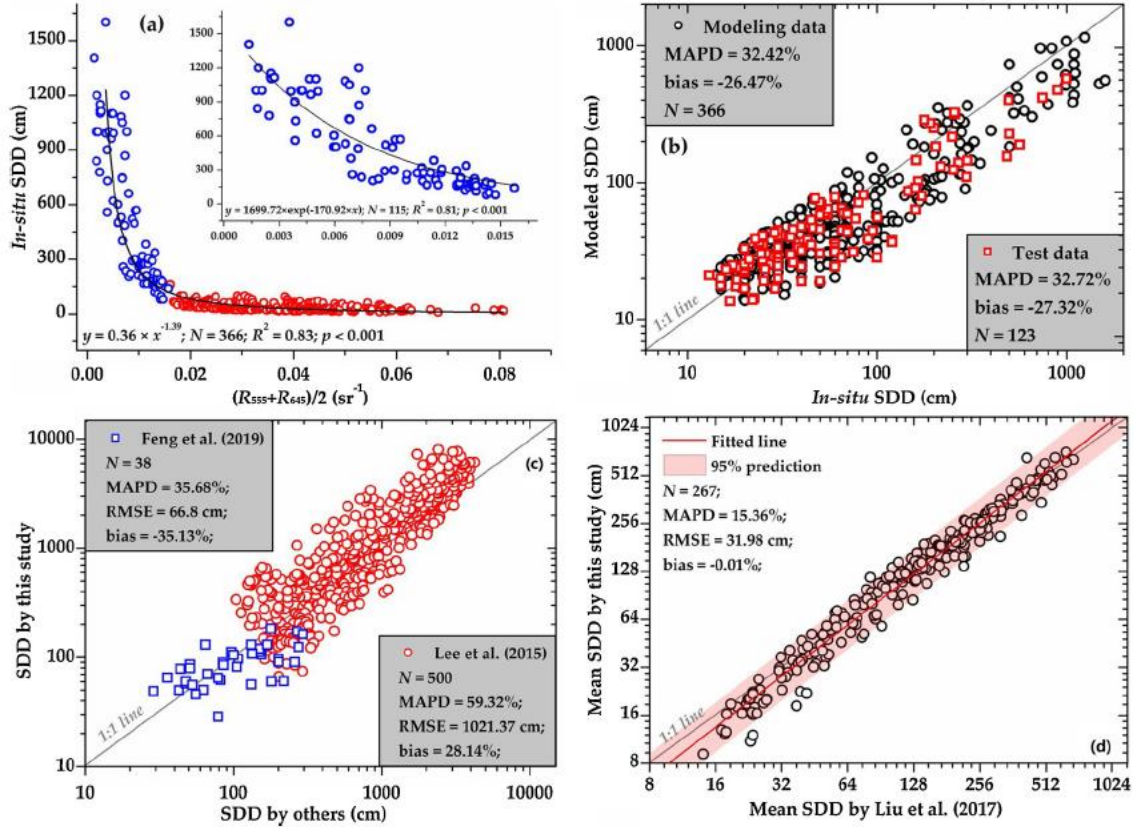 (a)
In-situ SDD (cm)
1500
1200
900
600
300
0
1500
1200
900
600
300
0
y = 1699.72×exp(-170.92×x); N = 115; R² = 0.81; p < 0.001
0.000 0.003 0.006 0.009 0.012 0.015
y = 0.36 × x^-1.39; N = 366; R² = 0.83; p < 0.001
0.00 0.02 0.04 0.06 0.08
(R555+R645)/2 (sr-1)
Modeled SDD (cm)
1000
100
10
Modeling data
MAPD = 32.42%
bias = -26.47%
N = 366
(b)
Test data
MAPD = 32.72%
bias = -27.32%
N = 123
1:1 line
10 100 1000
In-situ SDD (cm)
SDD by this study (cm)
10000
1000
100
10
Feng et al. (2019)
N = 38
MAPD = 35.68%;
RMSE = 66.8 cm;
bias = -35.13%;
(c)
Lee et al. (2015)
N = 500
MAPD = 59.32%;
RMSE = 1021.37 cm;
bias = 28.14%;
1:1 line
10 100 1000 10000
SDD by others (cm)
Mean SDD by this study (cm)
1024
512
256
128
64
32
16
8
Fitted line
95% prediction
N = 267;
MAPD = 15.36%;
RMSE = 31.98 cm;
bias = -0.01%;
1:1 line
(d)
8 16 32 64 128 256 512 1024
Mean SDD by Liu et al. (2017)